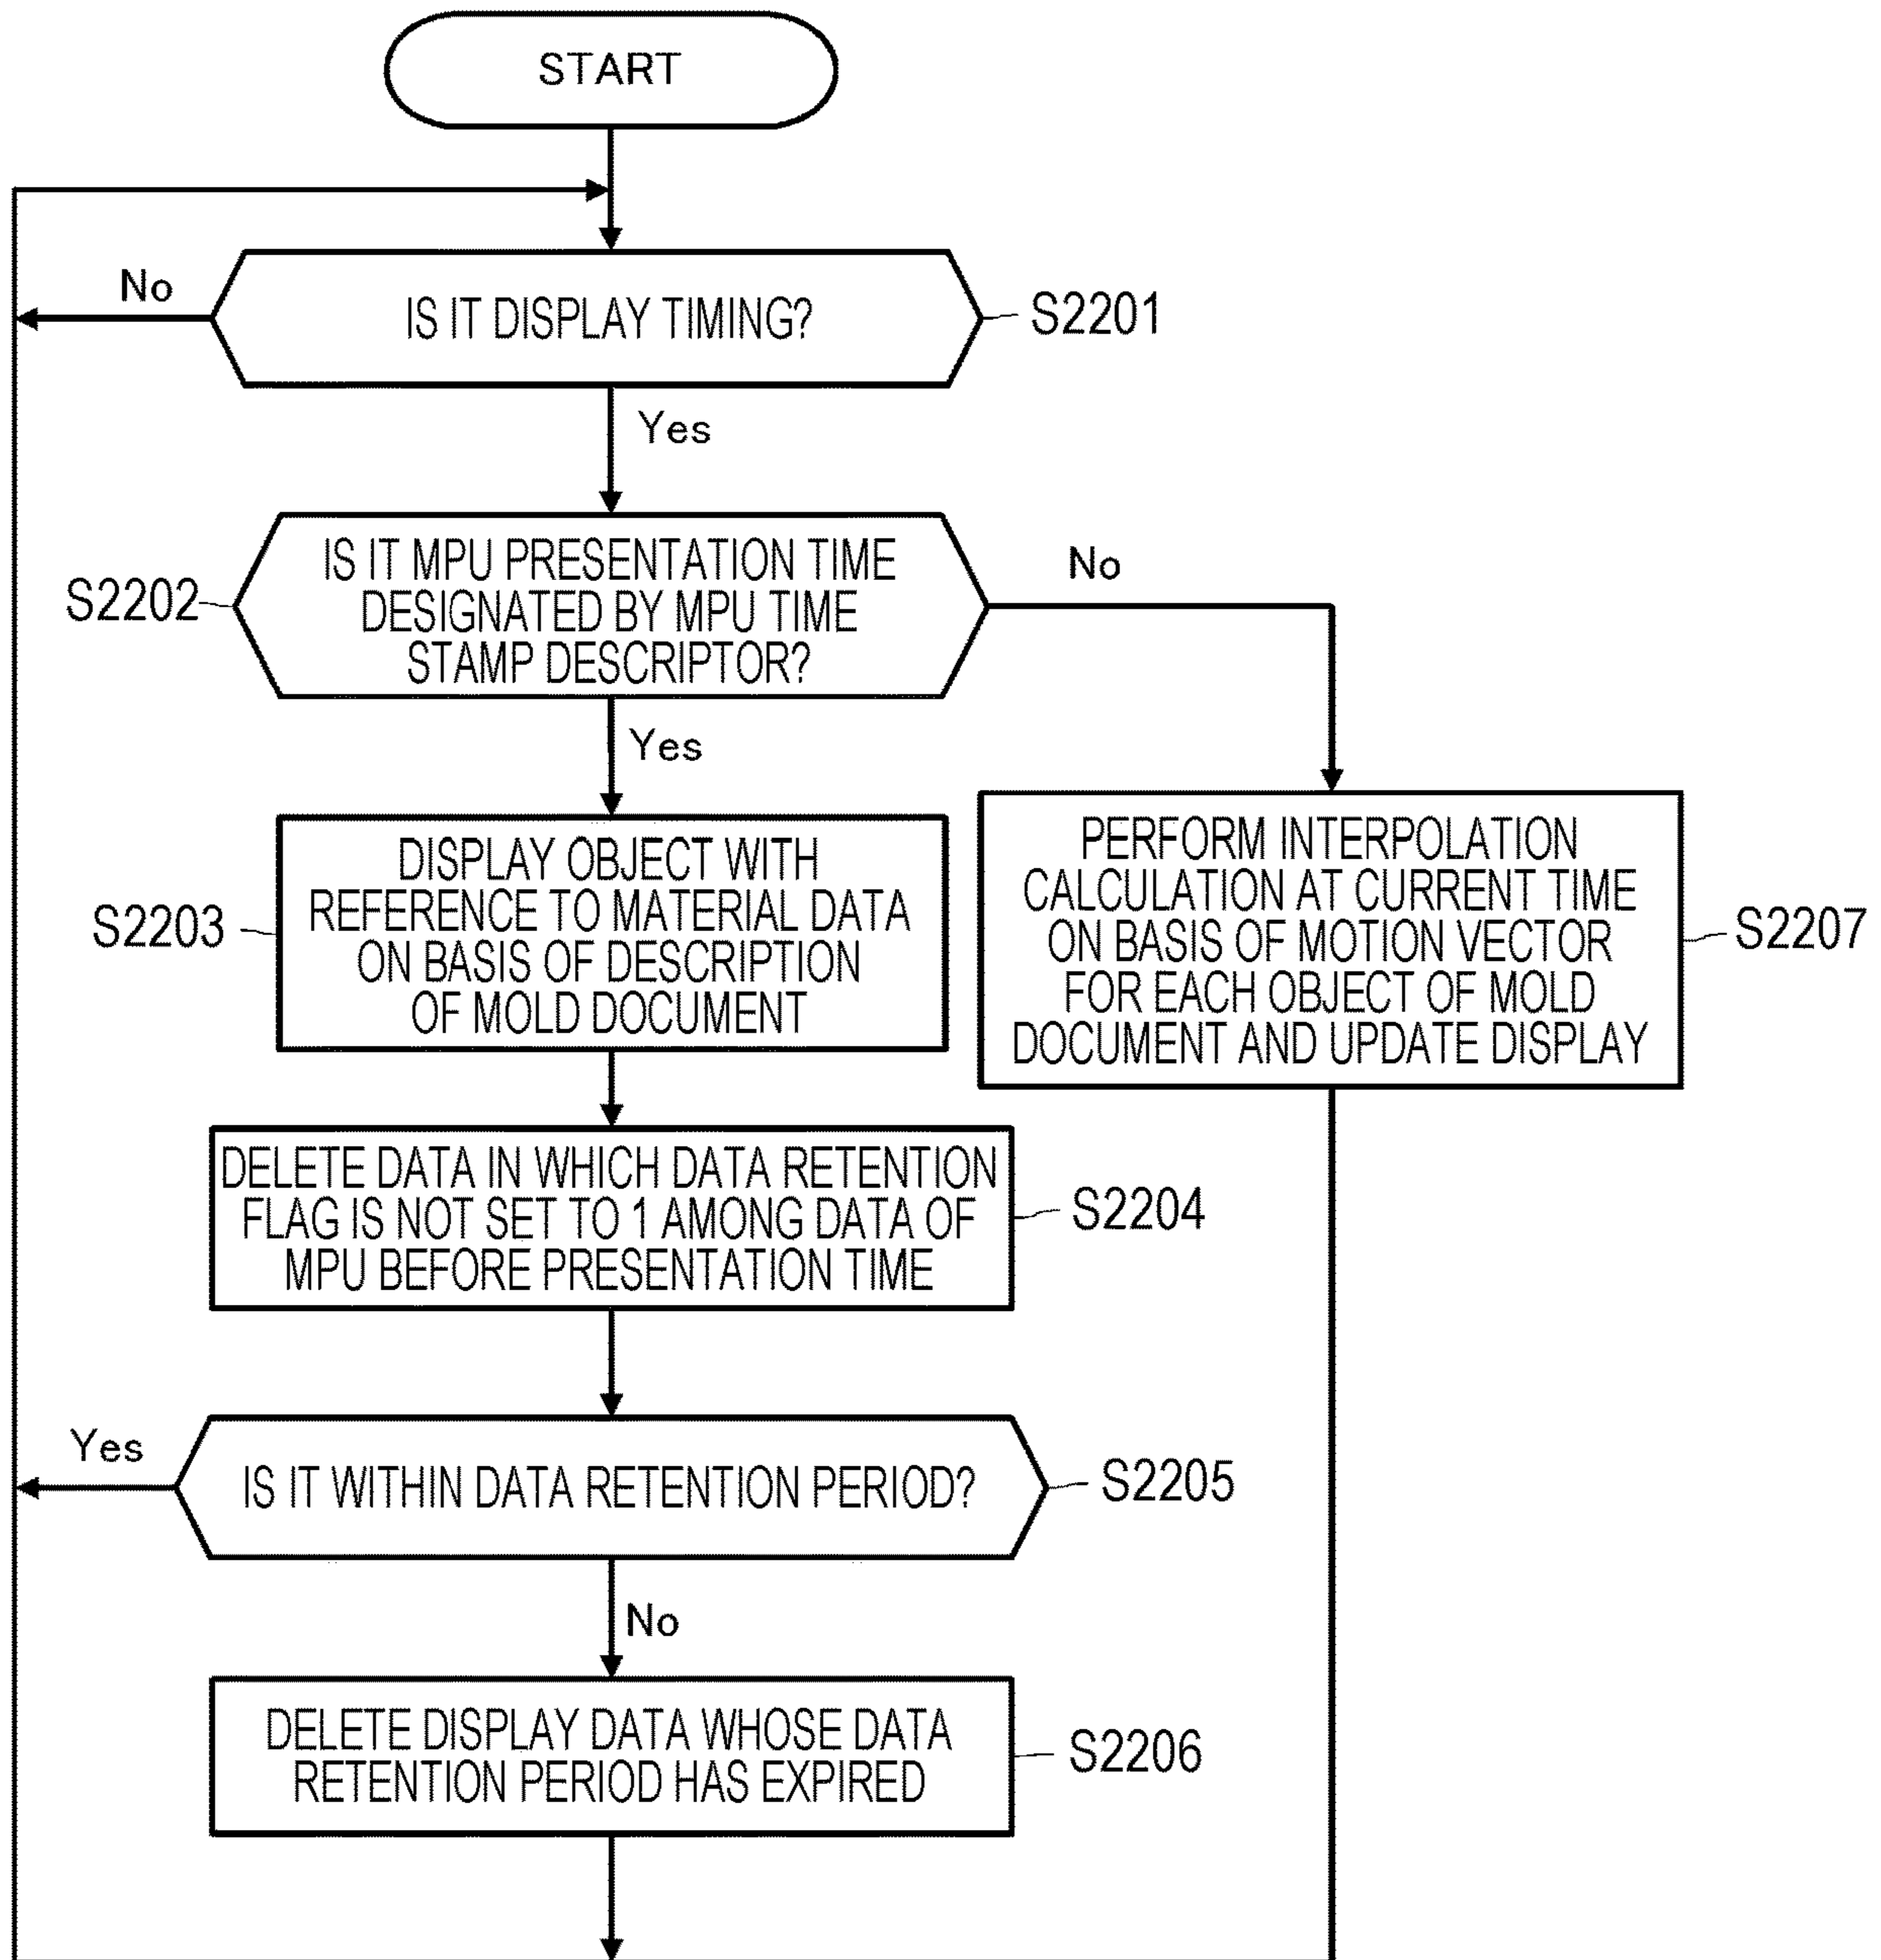 START
No
IS IT DISPLAY TIMING?
S2201
Yes
S2202
IS IT MPU PRESENTATION TIME
DESIGNATED BY MPU TIME
STAMP DESCRIPTOR?
No
Yes
S2203
DISPLAY OBJECT WITH
REFERENCE TO MATERIAL DATA
ON BASIS OF DESCRIPTION
OF MOLD DOCUMENT
PERFORM INTERPOLATION
CALCULATION AT CURRENT TIME
ON BASIS OF MOTION VECTOR
FOR EACH OBJECT OF MOLD
DOCUMENT AND UPDATE DISPLAY
S2207
DELETE DATA IN WHICH DATA RETENTION
FLAG IS NOT SET TO 1 AMONG DATA OF
MPU BEFORE PRESENTATION TIME
S2204
Yes
IS IT WITHIN DATA RETENTION PERIOD?
S2205
No
DELETE DISPLAY DATA WHOSE DATA
RETENTION PERIOD HAS EXPIRED
S2206